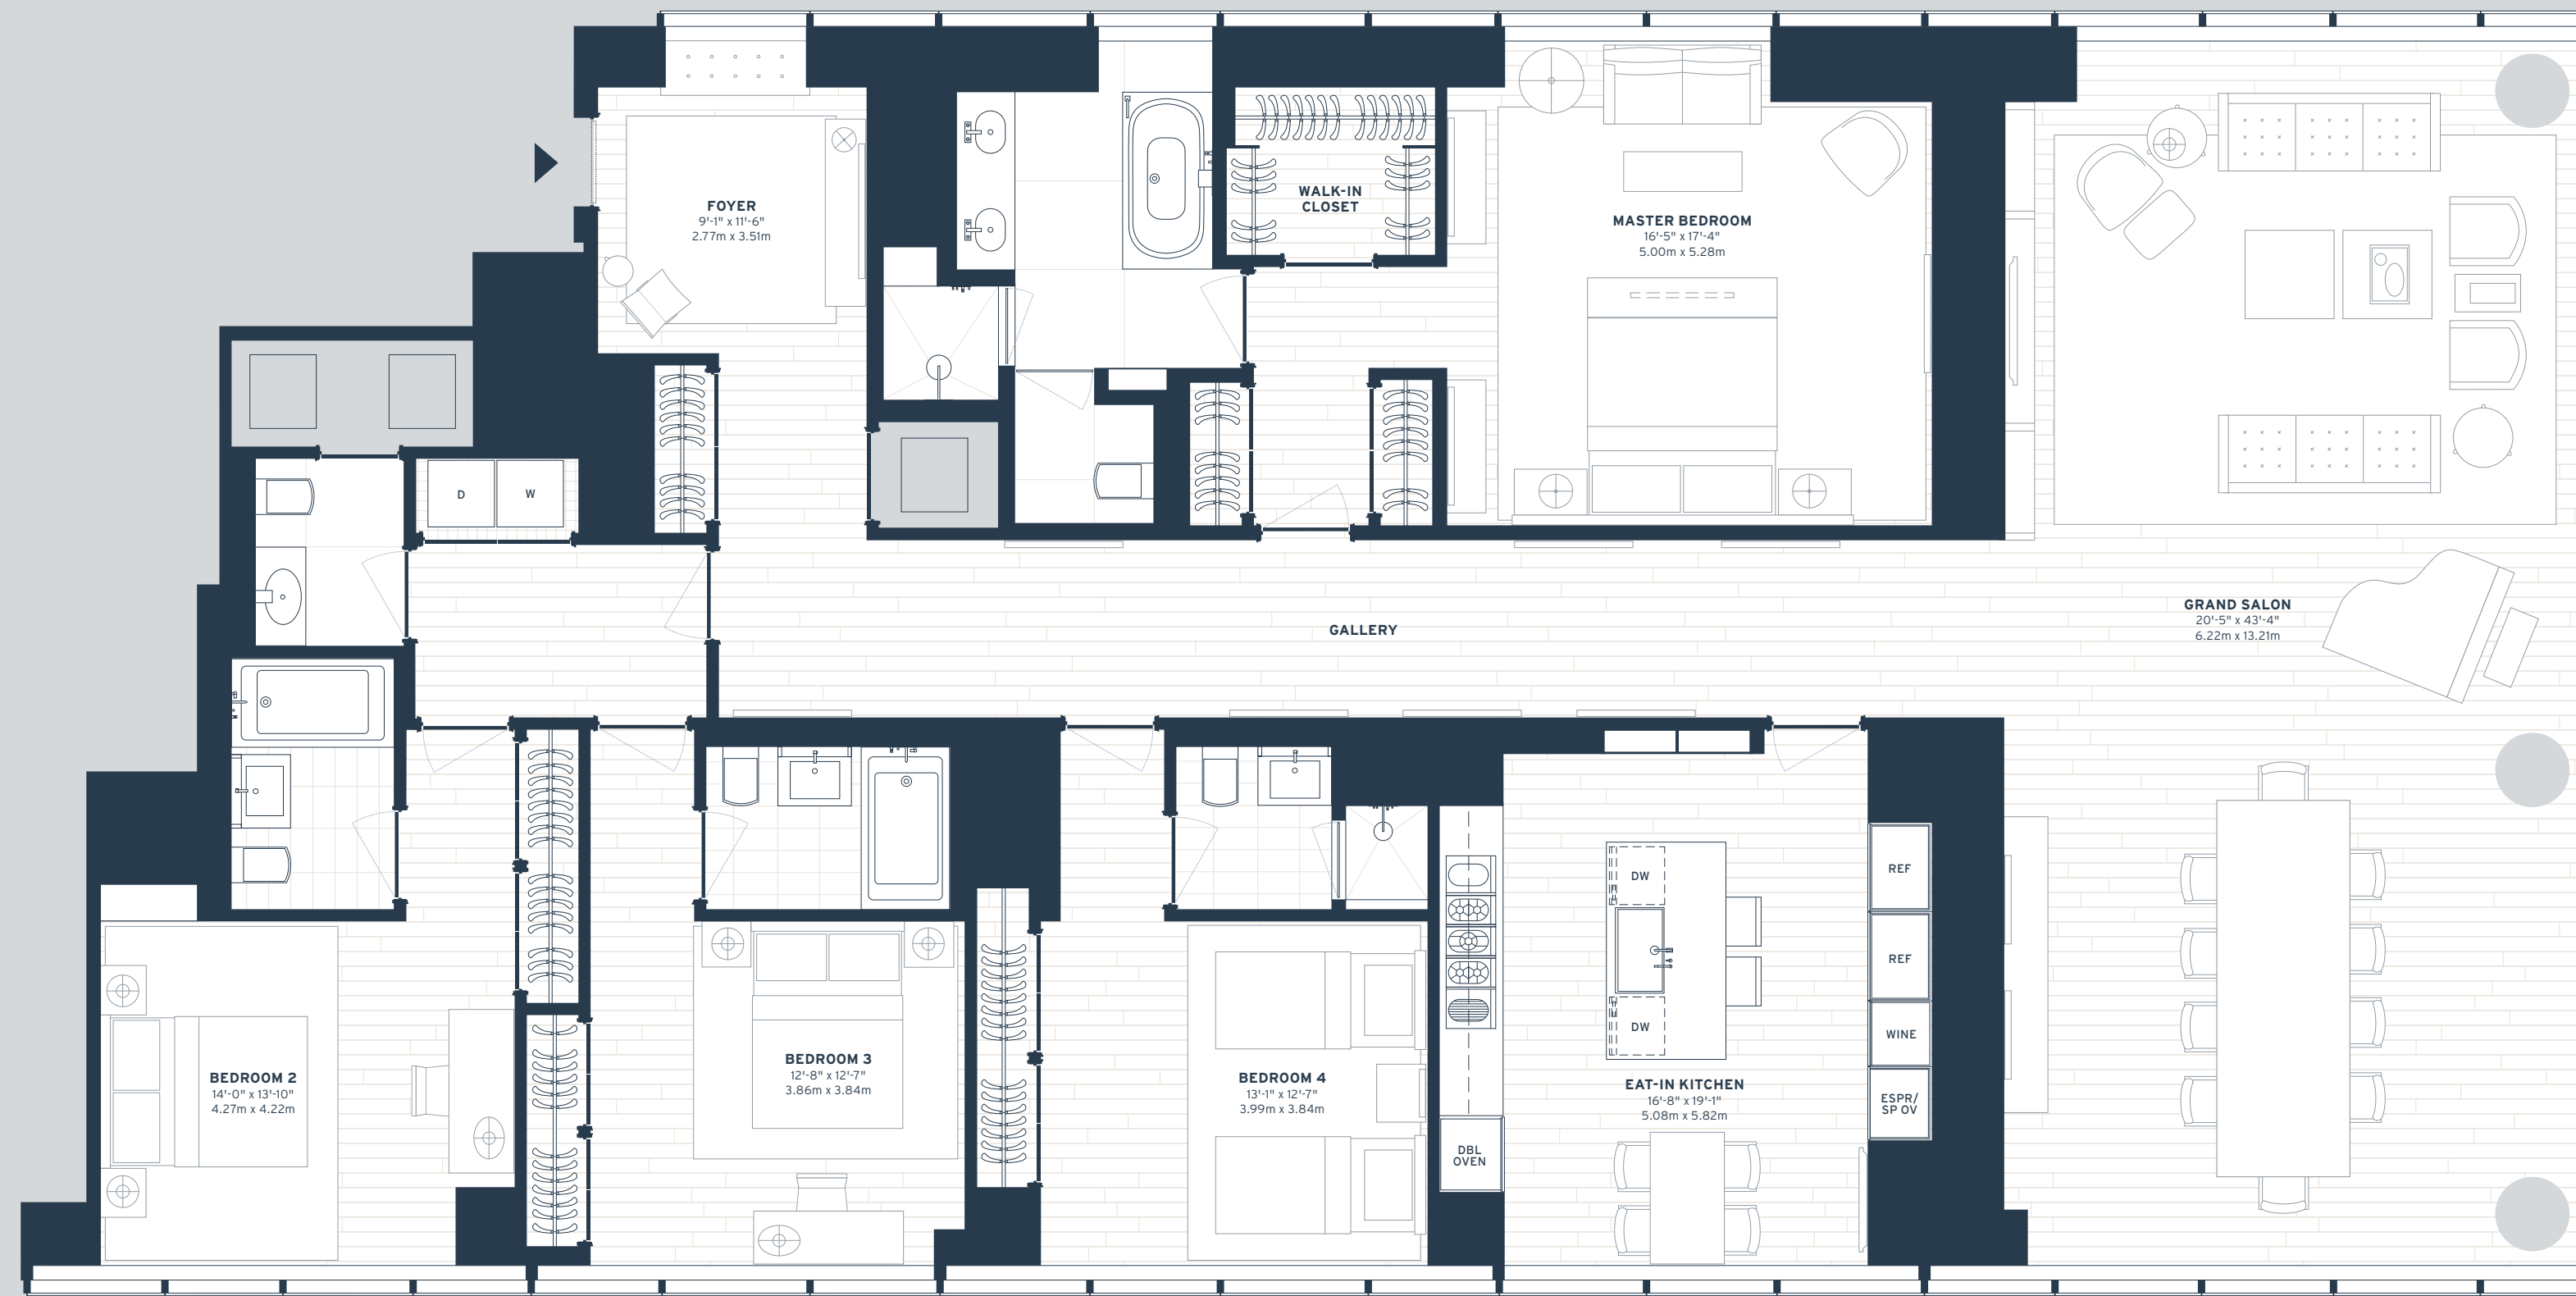 FOYER
9'-1" x 11'-6"
2.77m x 3.51m
WALK-IN
CLOSET
MASTER BEDROOM
16'-5" x 17'-4"
5.00m x 5.28m
D
W
GALLERY
GRAND SALON
20'-5" x 43'-4"
6.22m x 13.21m
BEDROOM 2
14'-0" x 13'-10"
4.27m x 4.22m
BEDROOM 3
12'-8" x 12'-7"
3.86m x 3.84m
BEDROOM 4
13'-1" x 12'-7"
3.99m x 3.84m
DBL
OVEN
DW
DW
EAT-IN KITCHEN
16'-8" x 19'-1"
5.08m x 5.82m
REF
REF
WINE
ESPR/
SP OV